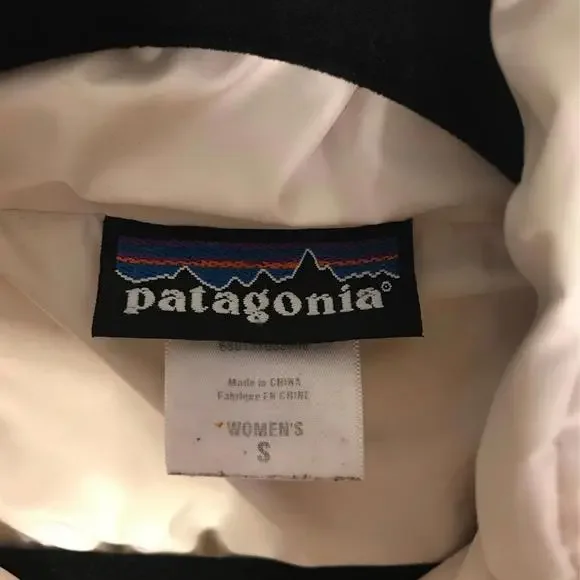 patagonia®
Made in CHINA
Fabriqué EN CHINE
WOMEN'S
S